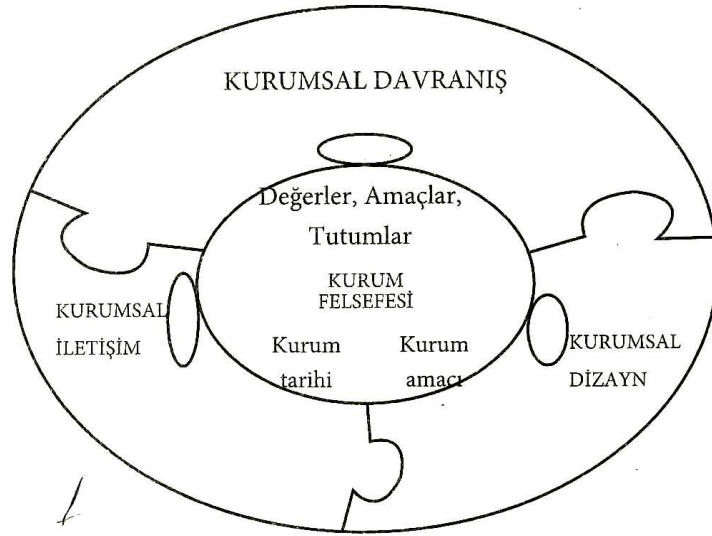 KURUMSAL DAVRANIŞ
Değerler, Amaçlar,
Tutumlar
KURUM
FELSEFESİ
KURUMSAL
İLETİŞİM
Kurum
tarihi
Kurum
amacı
KURUMSAL
DİZAYN